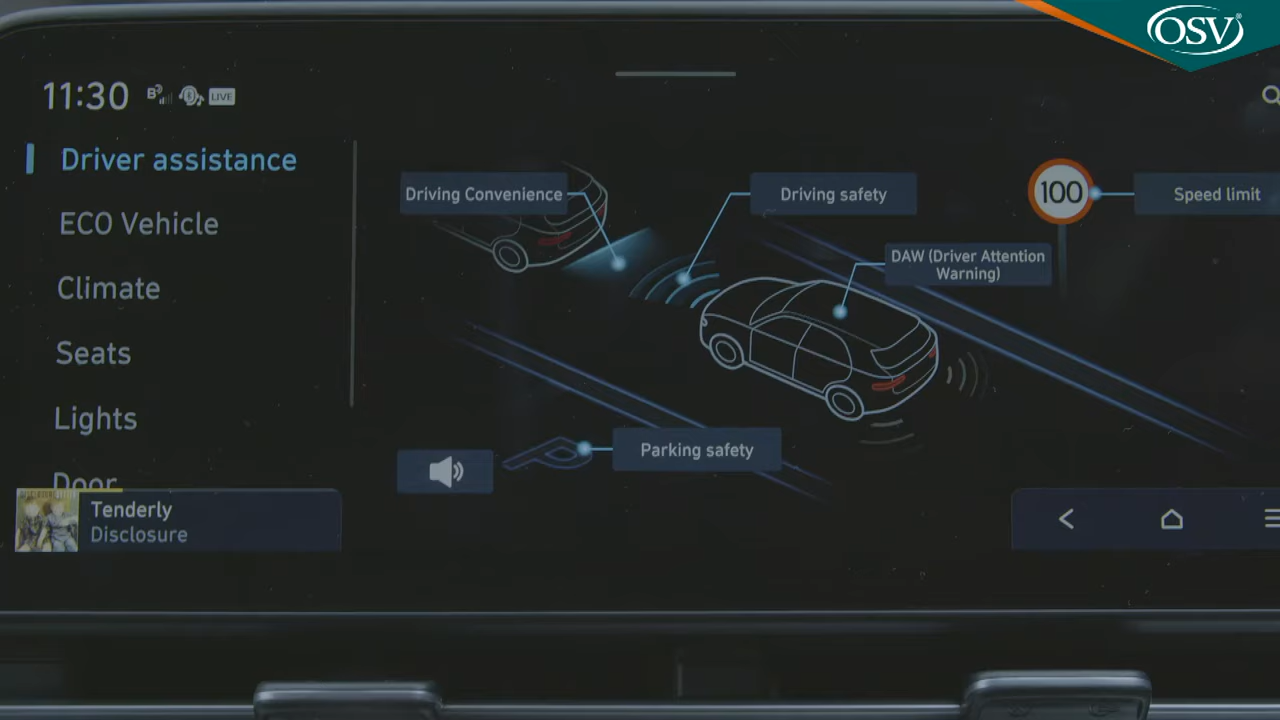 OSV®
11:30
LIVE
Driver assistance
ECO Vehicle
Climate
Seats
Lights
Door
Driving Convenience
Driving safety
100
Speed limit
DAW (Driver Attention
Warning)
Parking safety
Tenderly
Disclosure